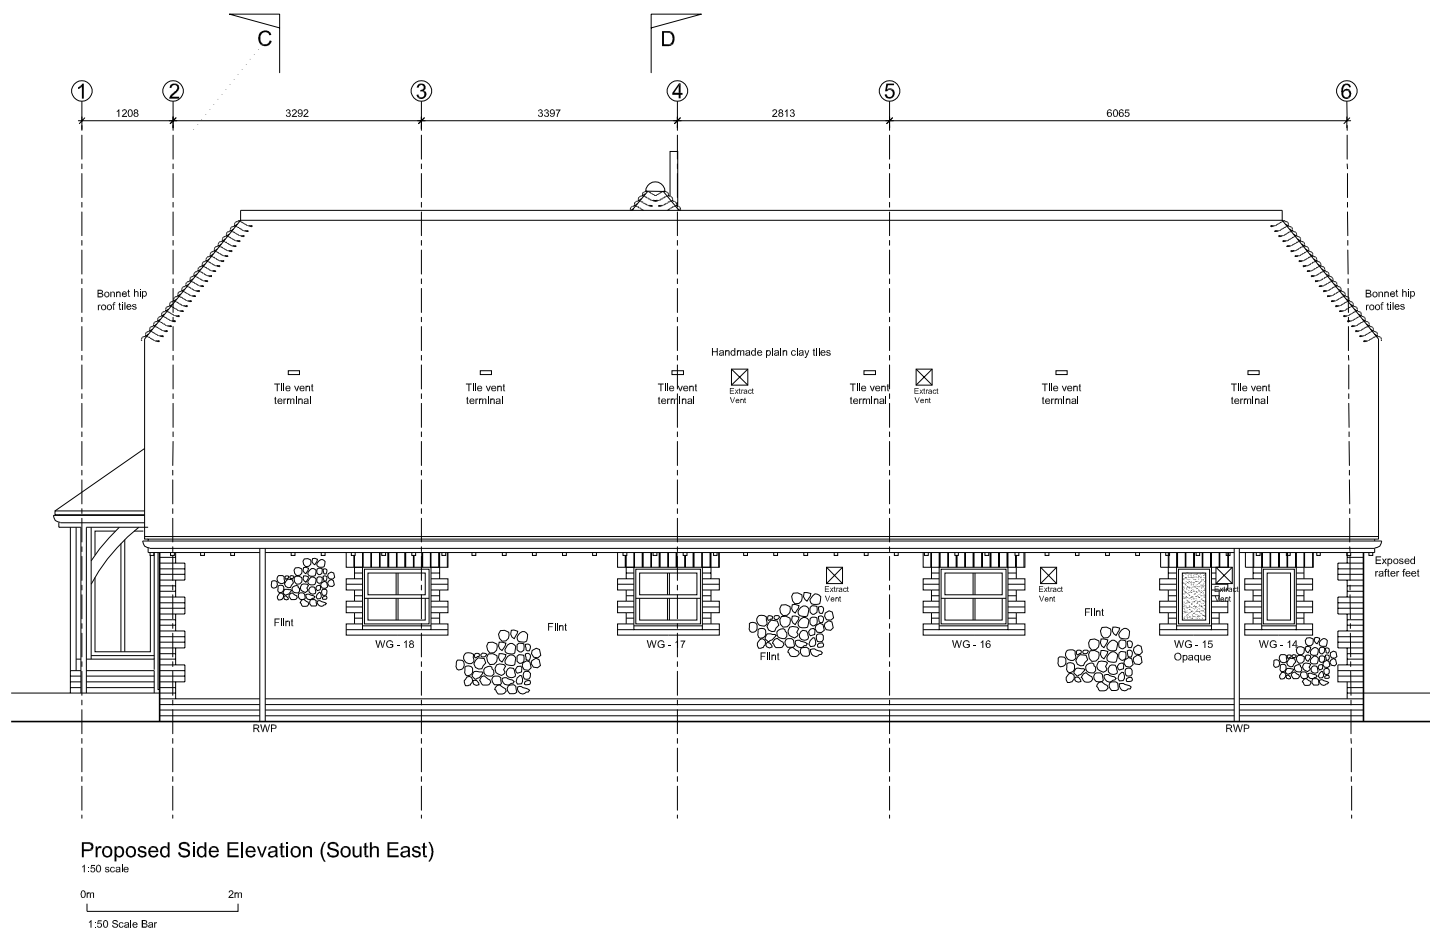 C
D
1
2
3
4
5
6
1208
3292
3397
2813
6065
Bonnet hip
roof tiles
Bonnet hip
roof tiles
Handmade plain clay tiles
Tile vent
terminal
Tile vent
terminal
Tile vent
terminal
Extract
Vent
Tile vent
terminal
Extract
Vent
Tile vent
terminal
Tile vent
terminal
Exposed
rafter feet
Extract
Vent
Extract
Vent
Extract
Vent
Flint
Flint
Flint
Flint
WG - 18
WG - 17
WG - 16
WG - 15
Opaque
WG - 14
RWP
RWP
Proposed Side Elevation (South East)
1:50 scale
0m
2m
1:50 Scale Bar